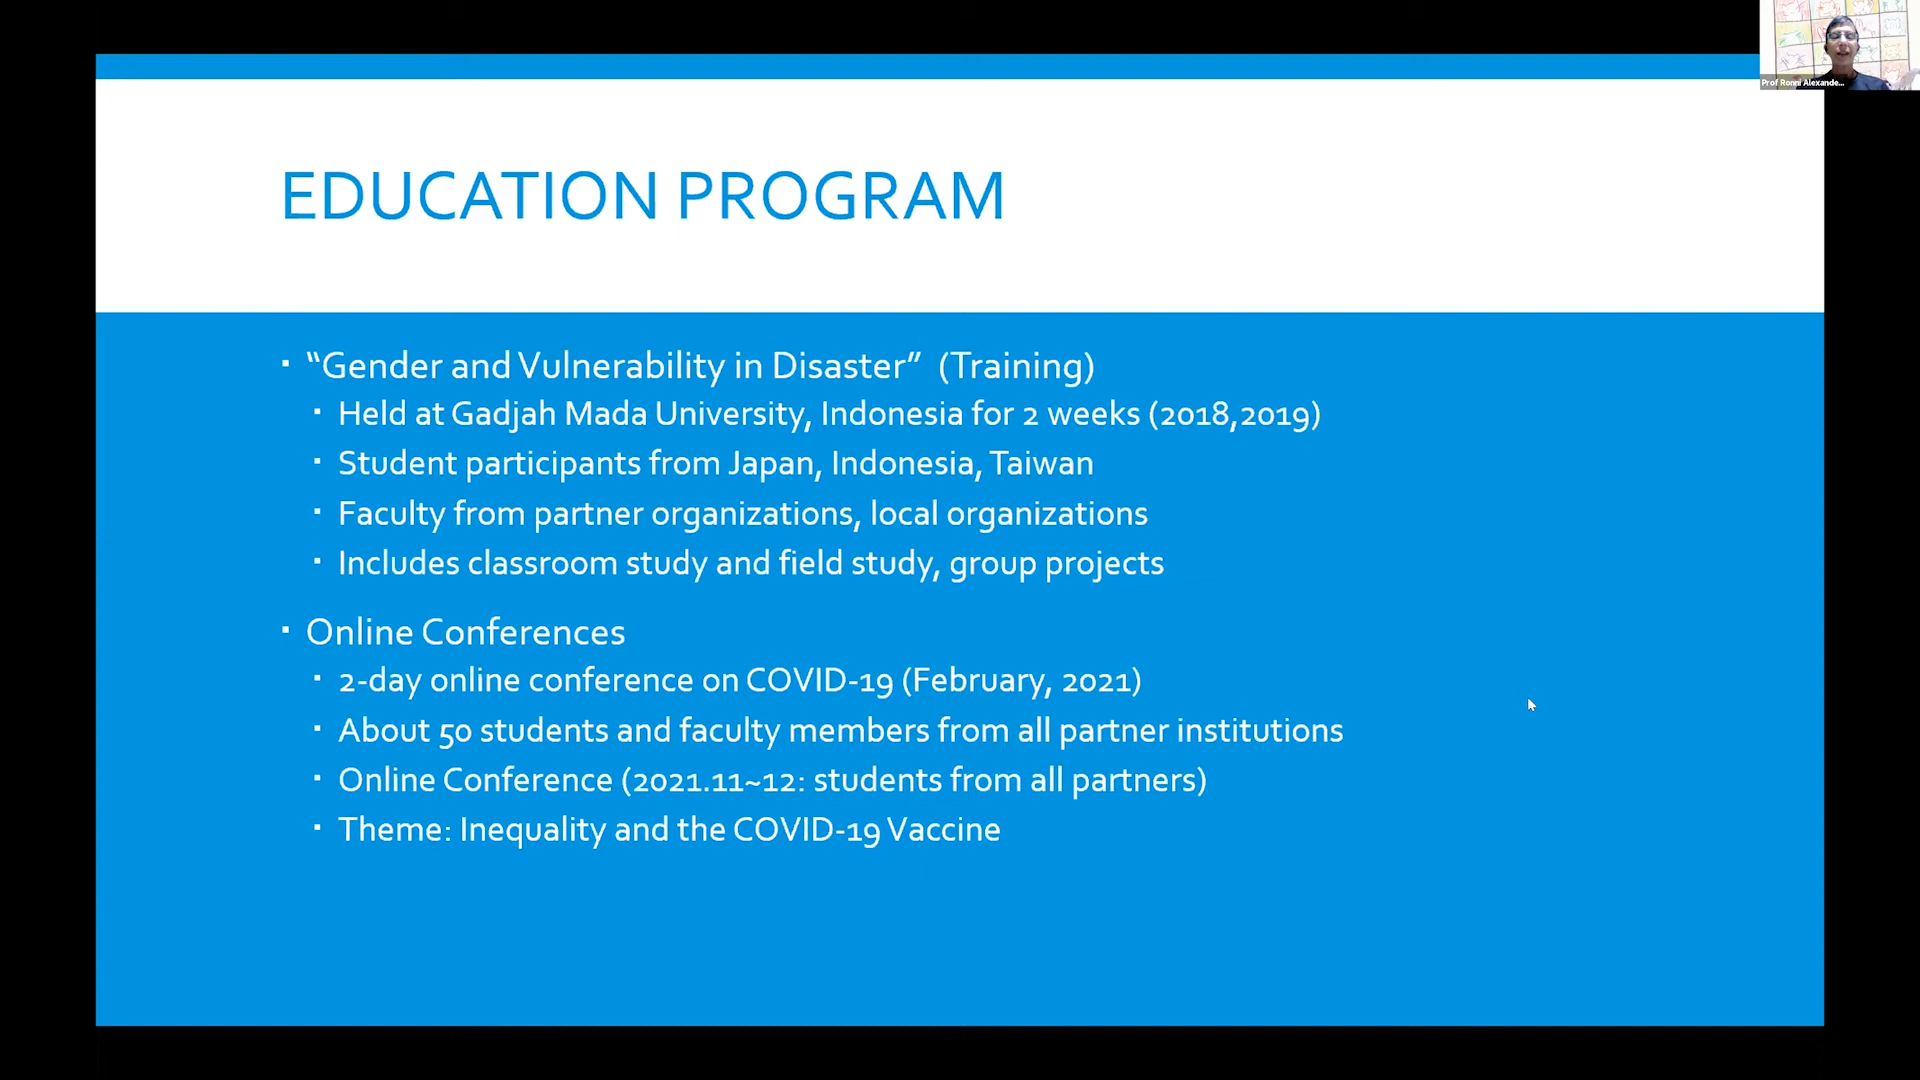 Prof Ronni Alexande...
EDUCATION PROGRAM
▪ “Gender and Vulnerability in Disaster” (Training)
▪ Held at Gadjah Mada University, Indonesia for 2 weeks (2018,2019)
▪ Student participants from Japan, Indonesia, Taiwan
▪ Faculty from partner organizations, local organizations
▪ Includes classroom study and field study, group projects
▪ Online Conferences
▪ 2-day online conference on COVID-19 (February, 2021)
▪ About 50 students and faculty members from all partner institutions
▪ Online Conference (2021.11~12: students from all partners)
▪ Theme: Inequality and the COVID-19 Vaccine